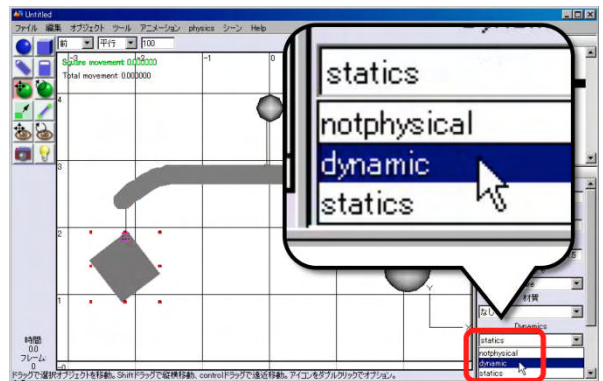 Untitled
ファイル 編集 オブジェクト ツール アニメーション physics シーン Help
前 平行 100
-3 -1 0
Square movement: 0.000000
Total movement: 0.000000
4
3
2
1
Y
statics
notphysical
dynamic
statics
材質
なし
Dynamics
statics
notphysical
dynamic
statics
時間
0.0
フレーム:
0
ドラッグで選択オブジェクトを移動。Shiftドラッグで縦横移動、controlドラッグで遠近移動。アイコンをダブルクリックでオプション。